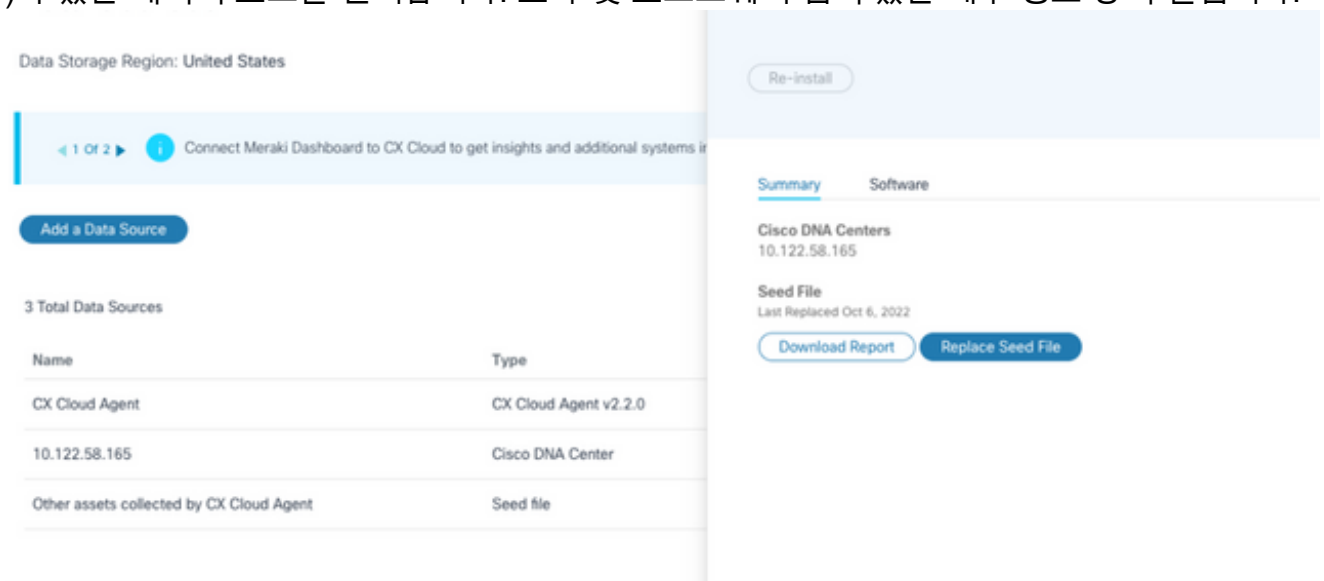 Data Storage Region: United States
1 Of 2
Connect Meraki Dashboard to CX Cloud to get insights and additional systems
Add a Data Source
3 Total Data Sources
Name Type
CX Cloud Agent CX Cloud Agent v2.2.0
10.122.58.165 Cisco DNA Center
Other assets collected by CX Cloud Agent Seed file
Re-install
Summary Software
Cisco DNA Centers
10.122.58.165
Seed File
Last Replaced Oct 6, 2022
Download Report Replace Seed File